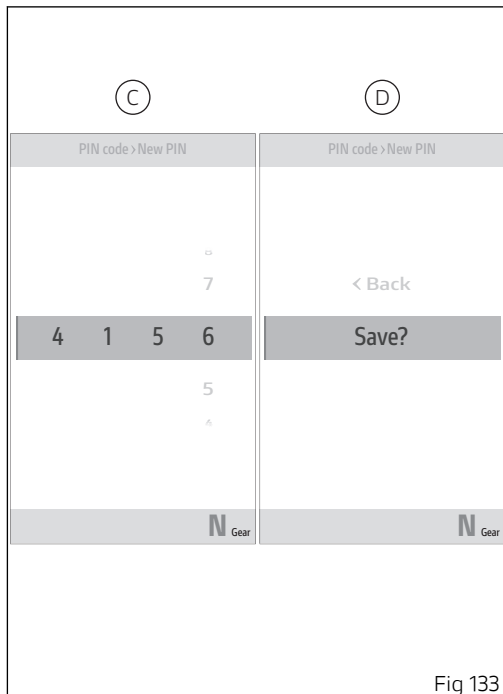 C
D
PIN code › New PIN
PIN code › New PIN
7
< Back
4 1 5 6
Save?
5
N Gear
N Gear
Fig 133